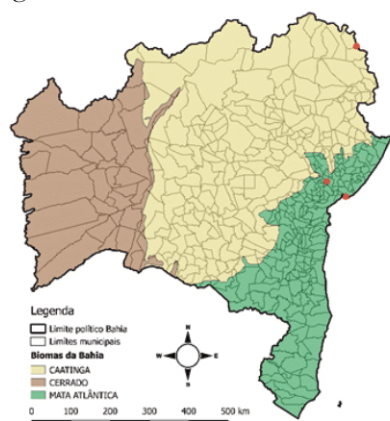 Legenda
Limite político Bahia
Limites municipais
Biomas da Bahia
CAATINGA
CERRADO
MATA ATLÂNTICA
N
W E
S
0 100 200 300 400 500 km